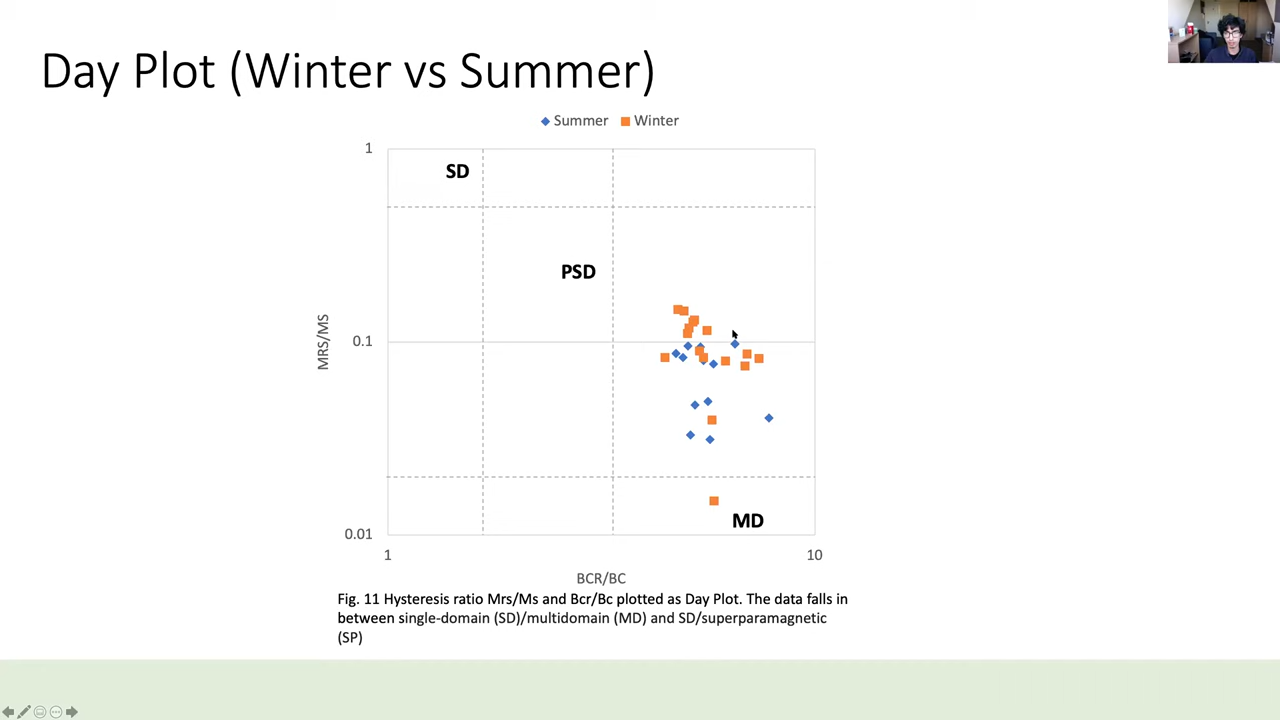 Day Plot (Winter vs Summer)
Summer Winter
1
SD
PSD
MRS/MS
0.1
MD
0.01
1 10
BCR/BC
Fig. 11 Hysteresis ratio Mrs/Ms and Bcr/Bc plotted as Day Plot. The data falls in
between single-domain (SD)/multidomain (MD) and SD/superparamagnetic
(SP)